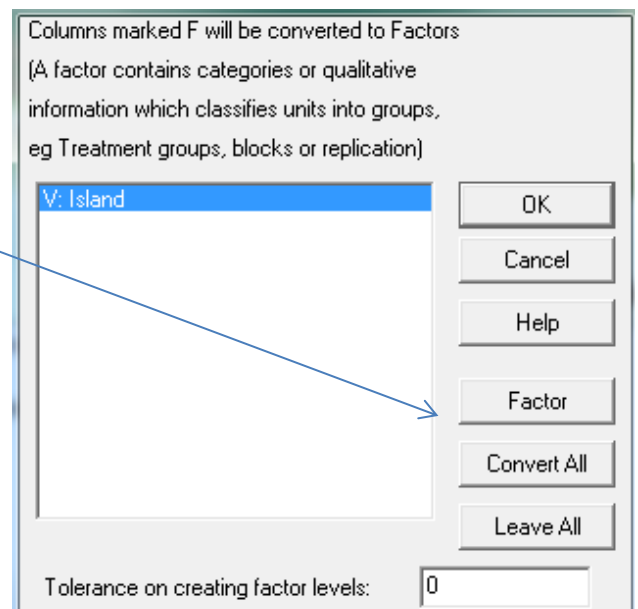 Columns marked F will be converted to Factors
(A factor contains categories or qualitative
information which classifies units into groups,
eg Treatment groups, blocks or replication)
V: Island
OK
Cancel
Help
Factor
Convert All
Leave All
Tolerance on creating factor levels: 0